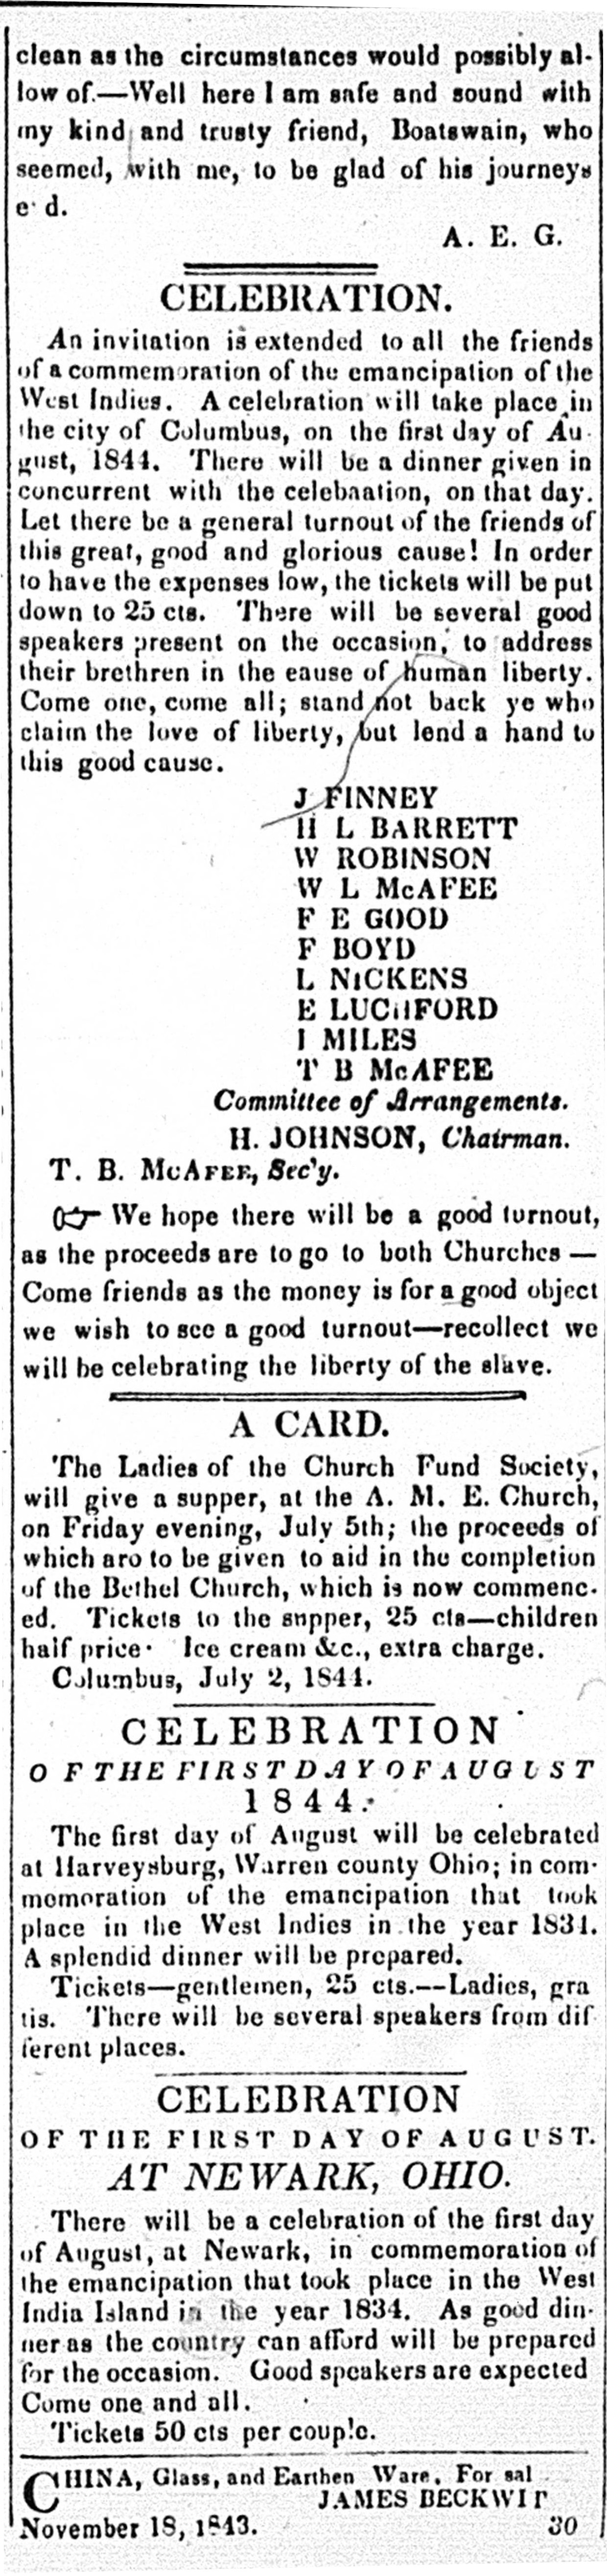 clean as the circumstances would possibly al-
low of.—Well here I am safe and sound with
my kind and trusty friend, Boatswain, who
seemed, with me, to be glad of his journeys
e d.
A. E. G.
CELEBRATION.
An invitation is extended to all the friends
of a commemoration of the emancipation of the
West Indies. A celebration will take place in
the city of Columbus, on the first day of Au-
gust, 1844. There will be a dinner given in
concurrent with the celebnation, on that day.
Let there be a general turnout of the friends of
this great, good and glorious cause! In order
to have the expenses low, the tickets will be put
down to 25 cts. There will be several good
speakers present on the occasion, to address
their brethren in the eause of human liberty.
Come one, come all; stand not back ye who
claim the love of liberty, but lend a hand to
this good cause.
J FINNEY
H L BARRETT
W ROBINSON
W L McAFEE
F E GOOD
F BOYD
L NICKENS
E LUCHFORD
I MILES
T B McAFEE
Committee of Arrangements.
H. JOHNSON, Chairman.
T. B. McAFEE, Sec'y.
☞ We hope there will be a good turnout,
as the proceeds are to go to both Churches —
Come friends as the money is for a good object
we wish to see a good turnout—recollect we
will be celebrating the liberty of the slave.
A CARD.
The Ladies of the Church Fund Society,
will give a supper, at the A. M. E. Church,
on Friday evening, July 5th; the proceeds of
which aro to be given to aid in the completion
of the Bethel Church, which is now commenc-
ed. Tickets to the supper, 25 cts—children
half price· Ice cream &c., extra charge.
Columbus, July 2, 1844.
CELEBRATION
OF THE FIRST DAY OF AUGUST
1844.
The first day of August will be celebrated
at Harveysburg, Warren county Ohio; in com-
memoration of the emancipation that took
place in the West Indies in the year 1834.
A splendid dinner will be prepared.
Tickets—gentlemen, 25 cts.—Ladies, gra
tis. There will be several speakers from dif
ferent places.
CELEBRATION
OF THE FIRST DAY OF AUGUST.
AT NEWARK, OHIO.
There will be a celebration of the first day
of August, at Newark, in commemoration of
the emancipation that took place in the West
India Island in the year 1834. As good din-
ner as the country can afford will be prepared
for the occasion. Good speakers are expected
Come one and all.
Tickets 50 cts per couple.
CHINA, Glass, and Earthen Ware, For sal
JAMES BECKWIT
November 18, 1843. 30